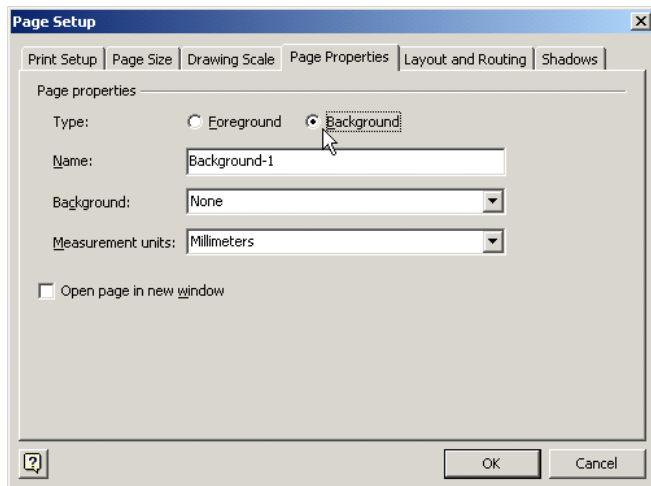 Page Setup
Print Setup Page Size Drawing Scale Page Properties Layout and Routing Shadows
Page properties
Type: Foreground Background
Name: Background-1
Background: None
Measurement units: Millimeters
Open page in new window
OK Cancel